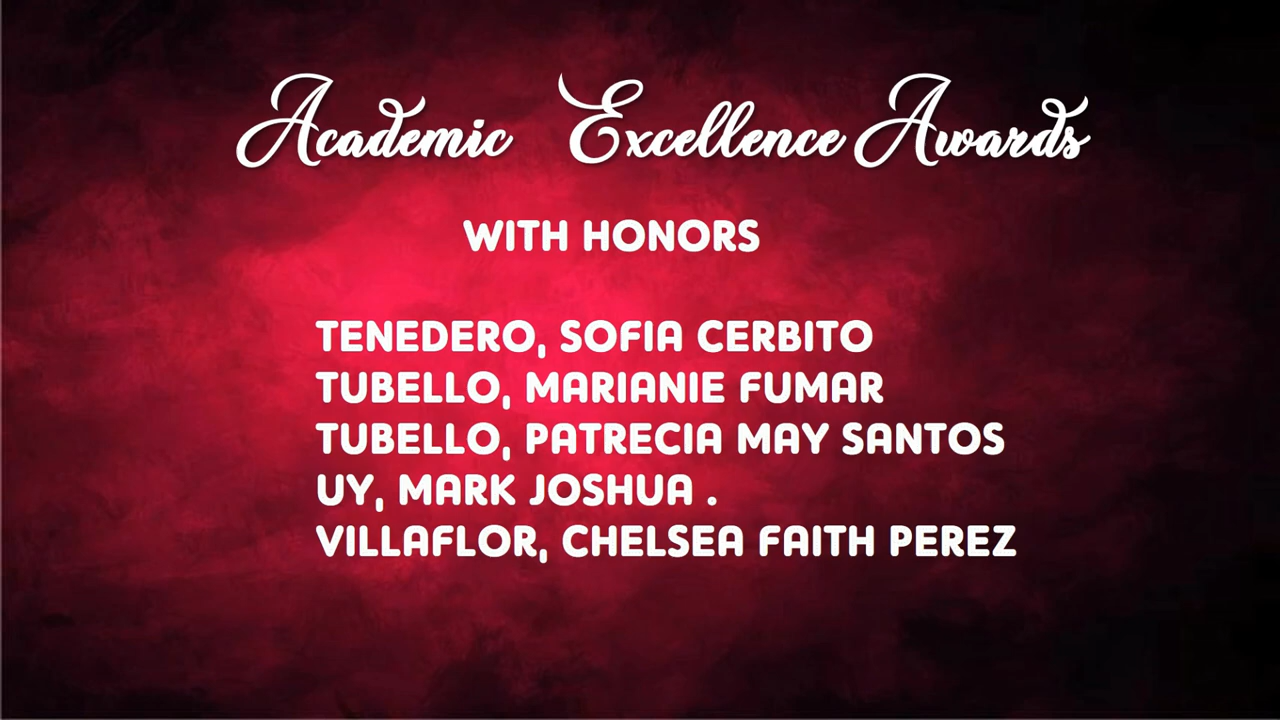 Academic Excellence Awards
WITH HONORS
TENEDERO, SOFIA CERBITO
TUBELLO, MARIANIE FUMAR
TUBELLO, PATRECIA MAY SANTOS
UY, MARK JOSHUA .
VILLAFLOR, CHELSEA FAITH PEREZ